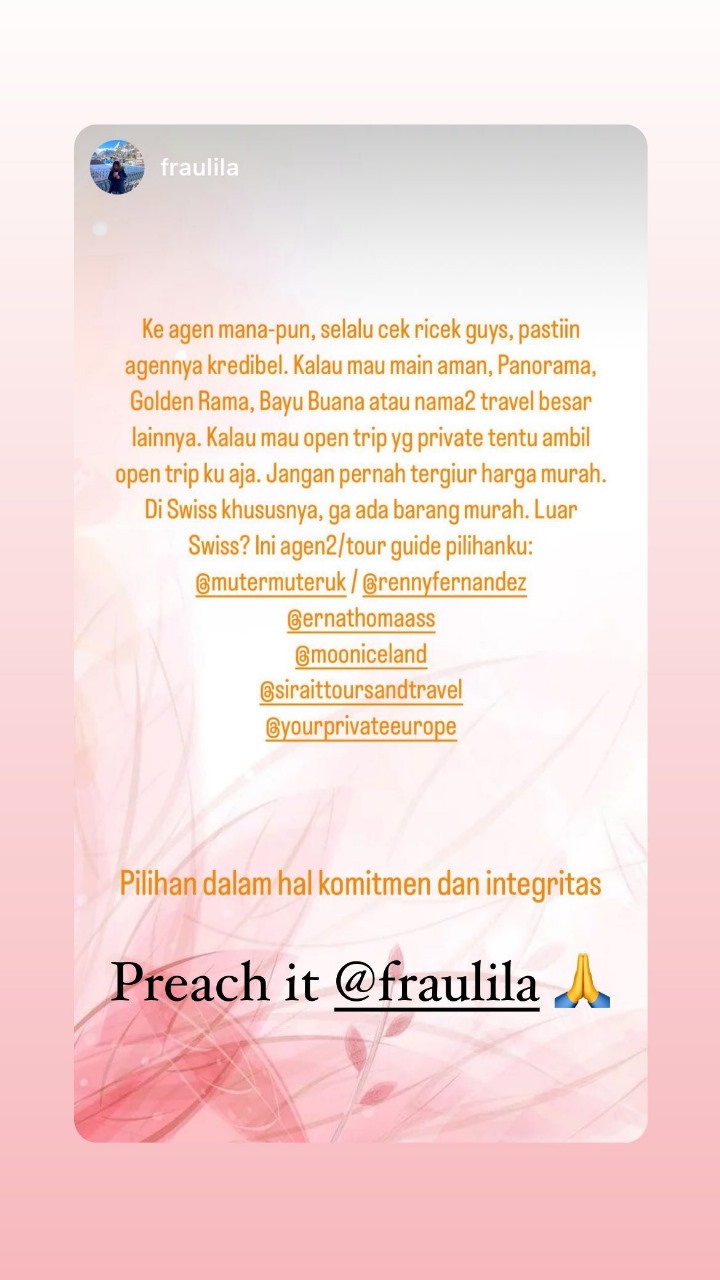 fraulila
Ke agen mana-pun, selalu cek ricek guys, pastiin
agennya kredibel. Kalau mau main aman, Panorama,
Golden Rama, Bayu Buana atau nama2 travel besar
lainnya. Kalau mau open trip yg private tentu ambil
open trip ku aja. Jangan pernah tergiur harga murah.
Di Swiss khususnya, ga ada barang murah. Luar
Swiss? Ini agen2/tour guide pilihanku:
@mutermuteruk / @rennyfernandez
@ernathomaass
@mooniceland
@siraittoursandtravel
@yourprivateeurope
Pilihan dalam hal komitmen dan integritas
Preach it @fraulila 🙏